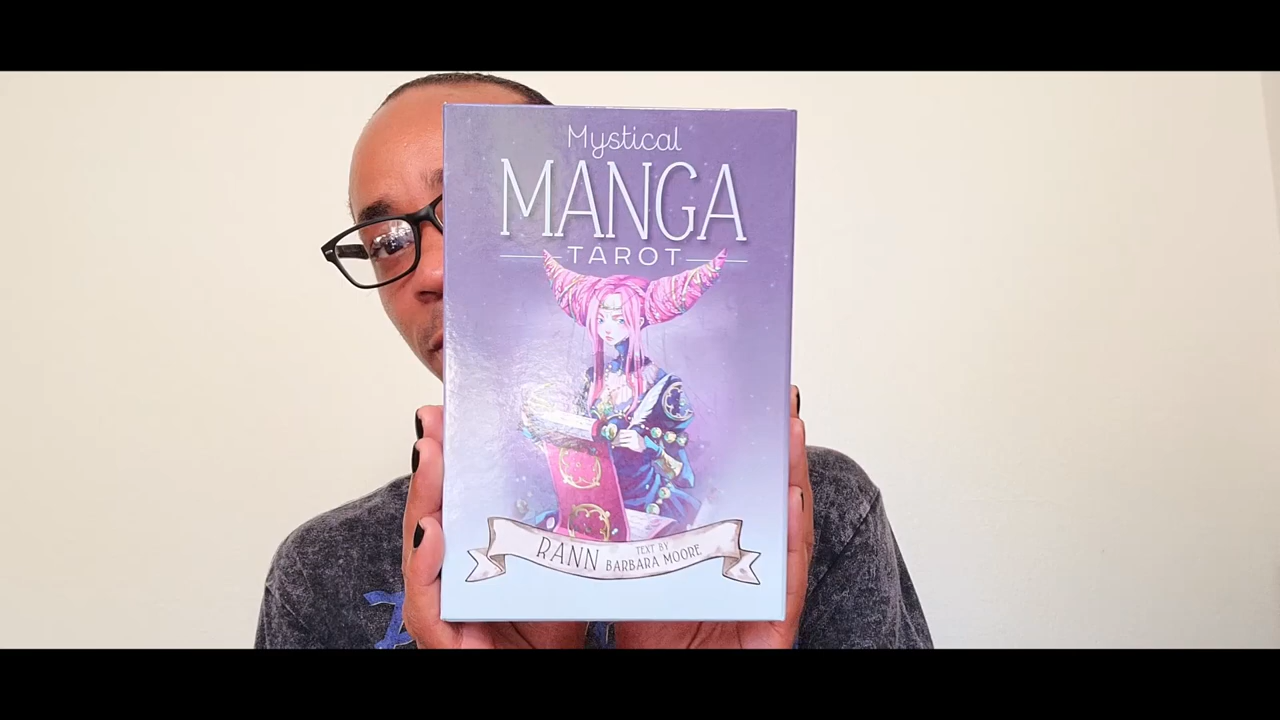 Mystical
MANGA
TAROT
RANN
TEXT BY
BARBARA MOORE